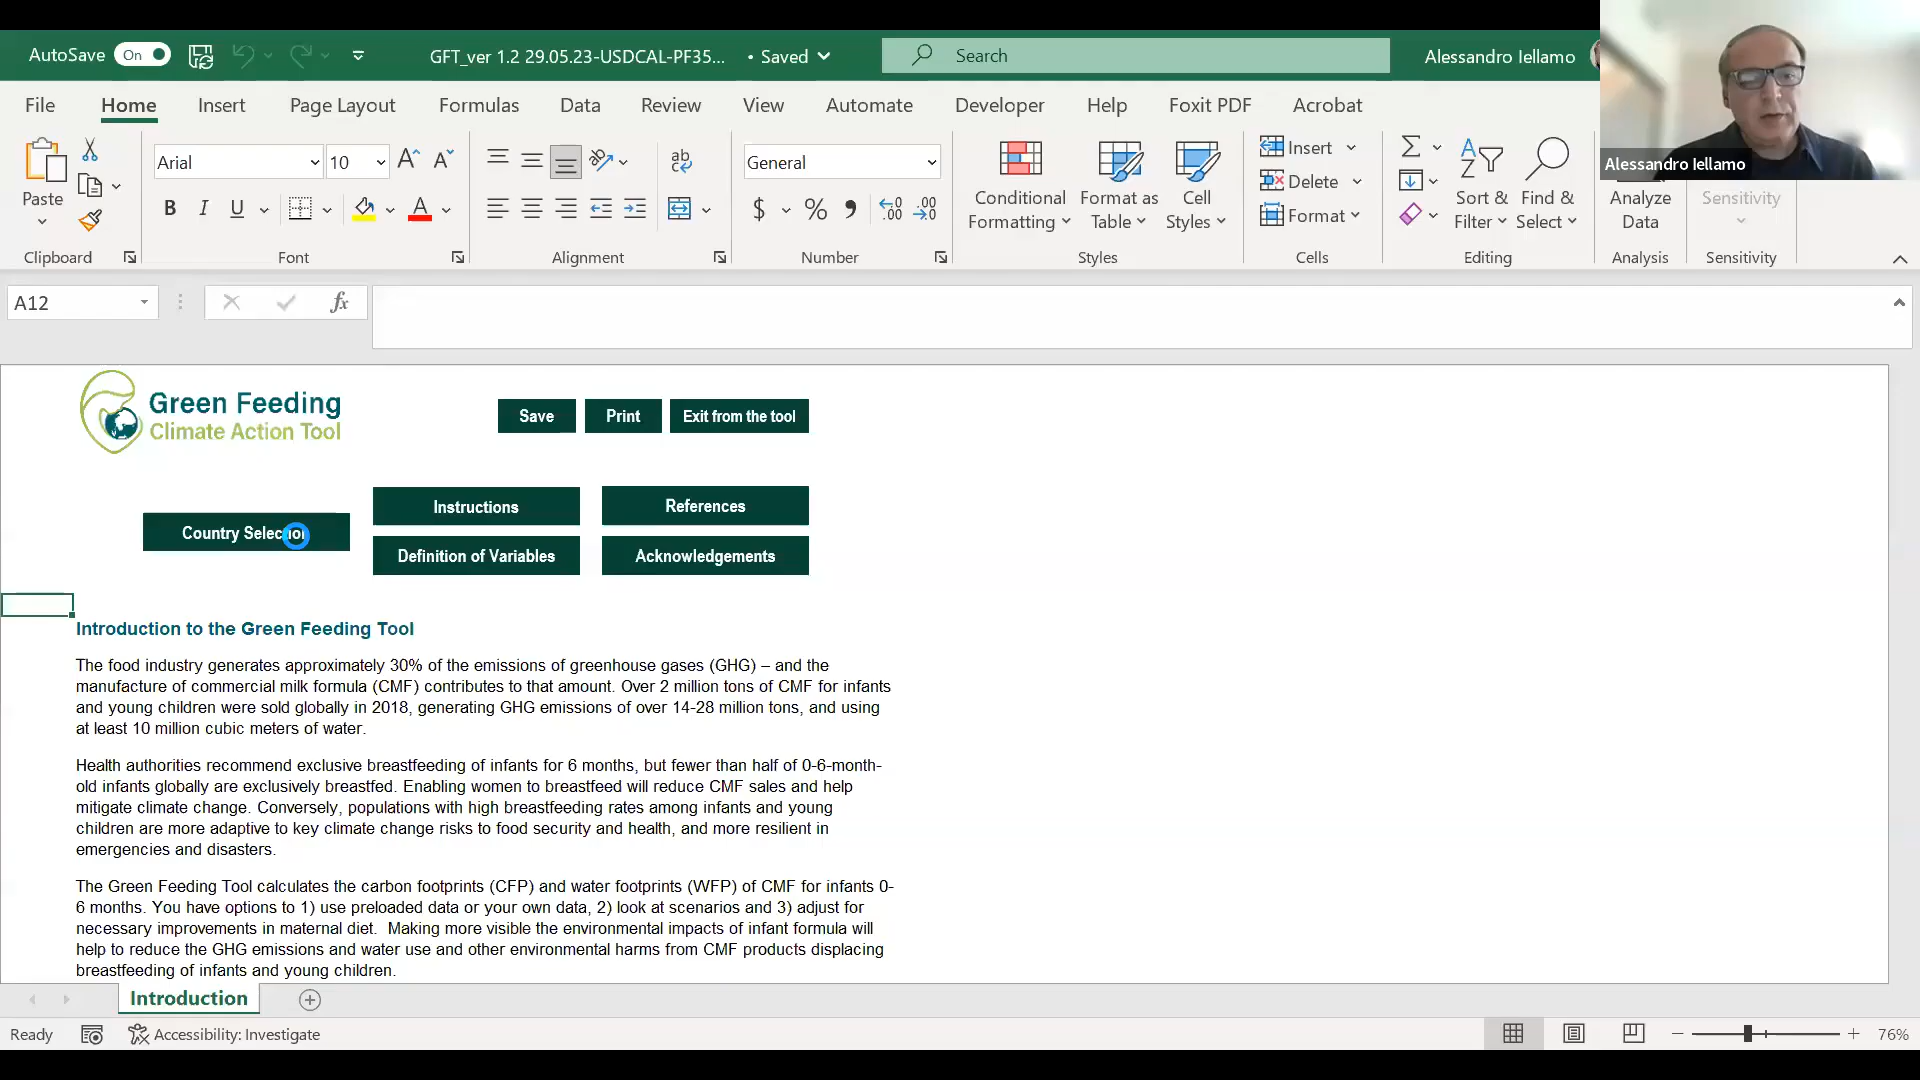 AutoSave On GFT_ver 1.2 29.05.23-USDCAL-PF35... • Saved Search Alessandro Iellamo
File Home Insert Page Layout Formulas Data Review View Automate Developer Help Foxit PDF Acrobat
Alessandro Iellamo
Paste
Arial 10
ab
General
Conditional Formatting
Format as Table
Cell Styles
Insert
Delete
Format
Sort & Filter
Find & Select
Analyze Data
Sensitivity
B I U A $ % .00 .00
Clipboard Font Alignment Number Styles Cells Editing Analysis Sensitivity
A12 fx
Green Feeding
Climate Action Tool
Save Print Exit from the tool
Country Selection
Instructions References
Definition of Variables Acknowledgements
Introduction to the Green Feeding Tool
The food industry generates approximately 30% of the emissions of greenhouse gases (GHG) – and the
manufacture of commercial milk formula (CMF) contributes to that amount. Over 2 million tons of CMF for infants
and young children were sold globally in 2018, generating GHG emissions of over 14-28 million tons, and using
at least 10 million cubic meters of water.
Health authorities recommend exclusive breastfeeding of infants for 6 months, but fewer than half of 0-6-month-
old infants globally are exclusively breastfed. Enabling women to breastfeed will reduce CMF sales and help
mitigate climate change. Conversely, populations with high breastfeeding rates among infants and young
children are more adaptive to key climate change risks to food security and health, and more resilient in
emergencies and disasters.
The Green Feeding Tool calculates the carbon footprints (CFP) and water footprints (WFP) of CMF for infants 0-
6 months. You have options to 1) use preloaded data or your own data, 2) look at scenarios and 3) adjust for
necessary improvements in maternal diet. Making more visible the environmental impacts of infant formula will
help to reduce the GHG emissions and water use and other environmental harms from CMF products displacing
breastfeeding of infants and young children.
Introduction
Ready Accessibility: Investigate 76%